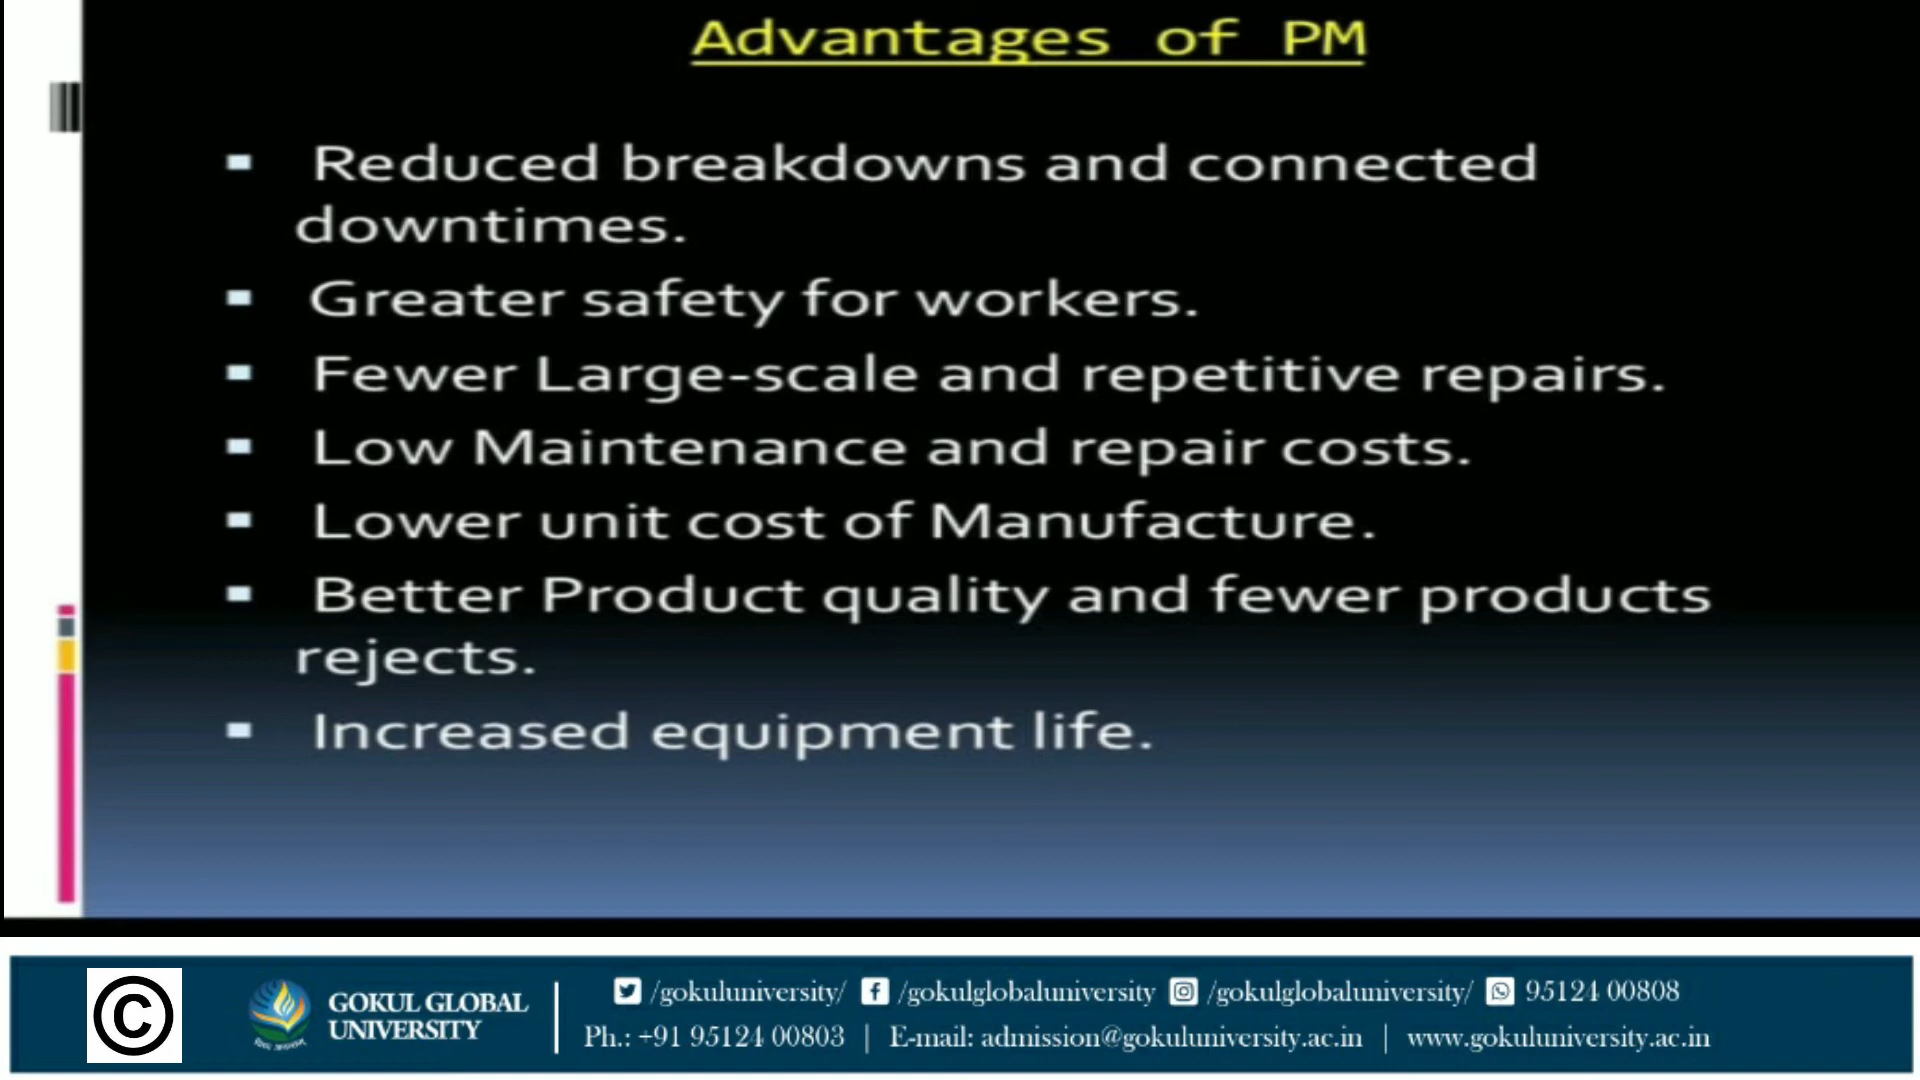 Advantages of PM
Reduced breakdowns and connected
downtimes.
Greater safety for workers.
Fewer Large-scale and repetitive repairs.
Low Maintenance and repair costs.
Lower unit cost of Manufacture.
Better Product quality and fewer products
rejects.
Increased equipment life.
©
GOKUL GLOBAL
UNIVERSITY
/gokuluniversity/ /gokulglobaluniversity /gokulglobaluniversity/ 95124 00808
Ph.: +91 95124 00803 | E-mail: admission@gokuluniversity.ac.in | www.gokuluniversity.ac.in